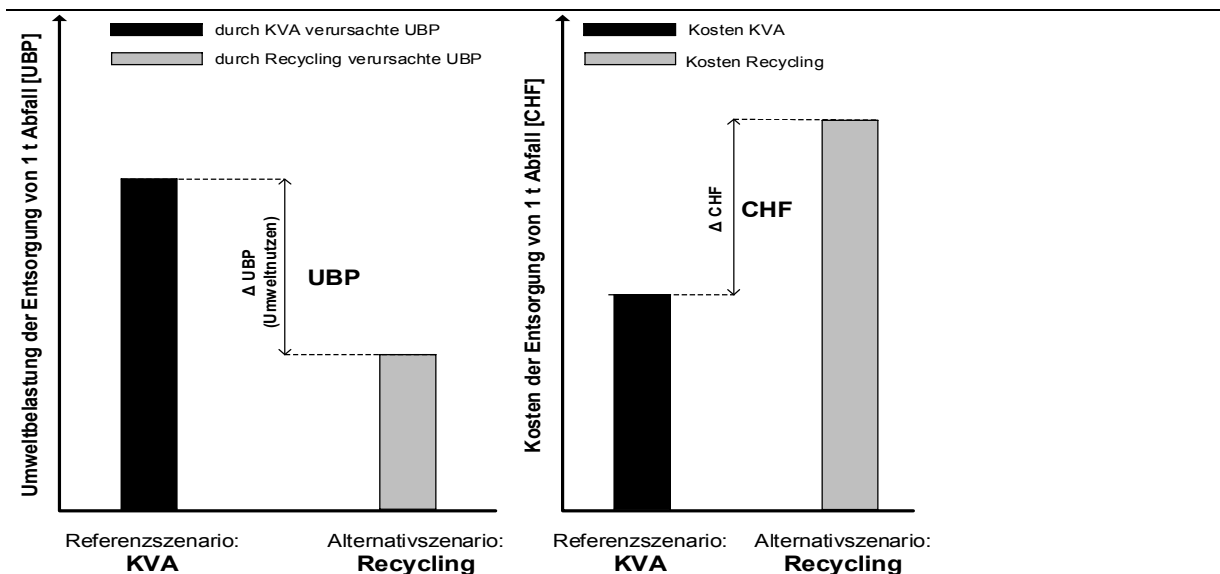 durch KVA verursachte UBP
durch Recycling verursachte UBP
Umweltbelastung der Entsorgung von 1 t Abfall [UBP]
Δ UBP
(Umweltnutzen)
UBP
Referenzszenario:
KVA
Alternativszenario:
Recycling
Kosten KVA
Kosten Recycling
Kosten der Entsorgung von 1 t Abfall [CHF]
Δ CHF
CHF
Referenzszenario:
KVA
Alternativszenario:
Recycling